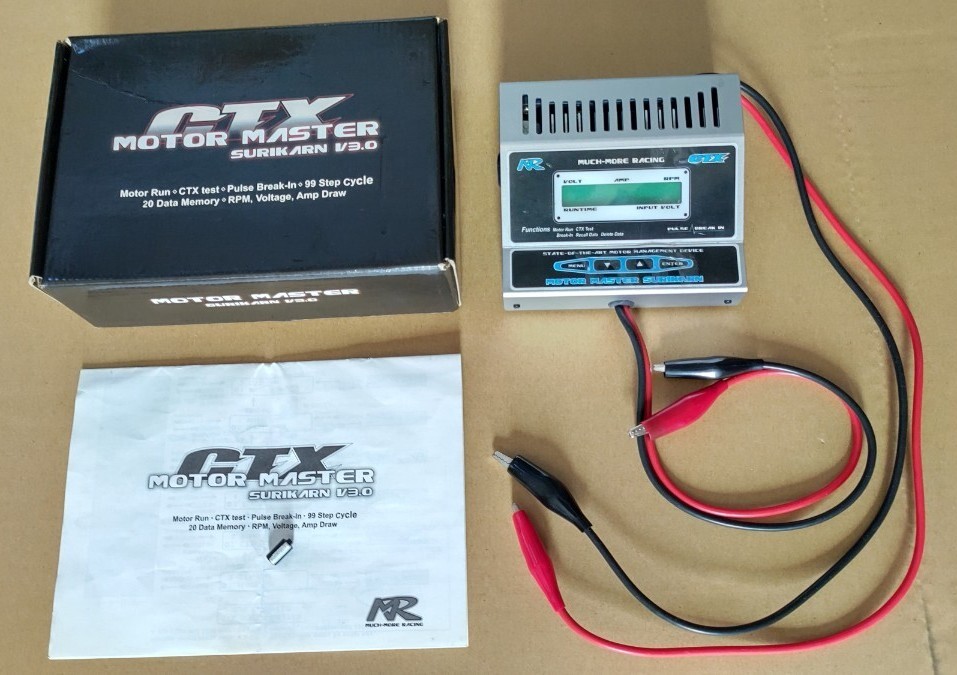 CTX
MOTOR MASTER
SURIKARN V3.0
Motor Run ◦ CTX test ◦ Pulse Break-In ◦ 99 Step Cycle
20 Data Memory ◦ RPM, Voltage, Amp Draw
MOTOR MASTER
SURIKARN V3.0
MR MUCH-MORE RACING CTX
VOLT AMP RPM
RUNTIME INPUT VOLT
Functions Motor Run CTX Test
Break-In Recall Data Delete Data
PULSE BREAK IN
STATE-OF-THE-ART MOTOR MANAGEMENT DEVICE
MENU ▼ ▲ ENTER
MOTOR MASTER SURIKARN
CTX
MOTOR MASTER
SURIKARN V3.0
Motor Run · CTX test · Pulse Break-In · 99 Step Cycle
20 Data Memory · RPM, Voltage, Amp Draw
MR
MUCH-MORE RACING